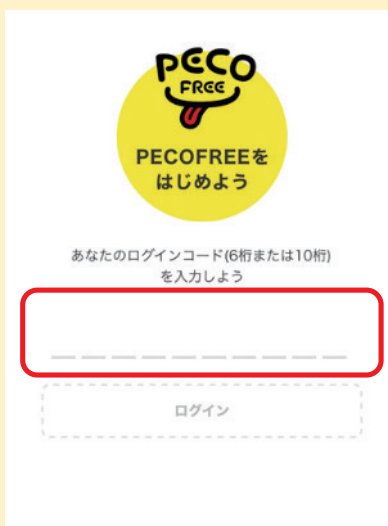 PECO
FREE
PECOFREEを
はじめよう
あなたのログインコード(6桁または10桁)
を入力しよう
ログイン